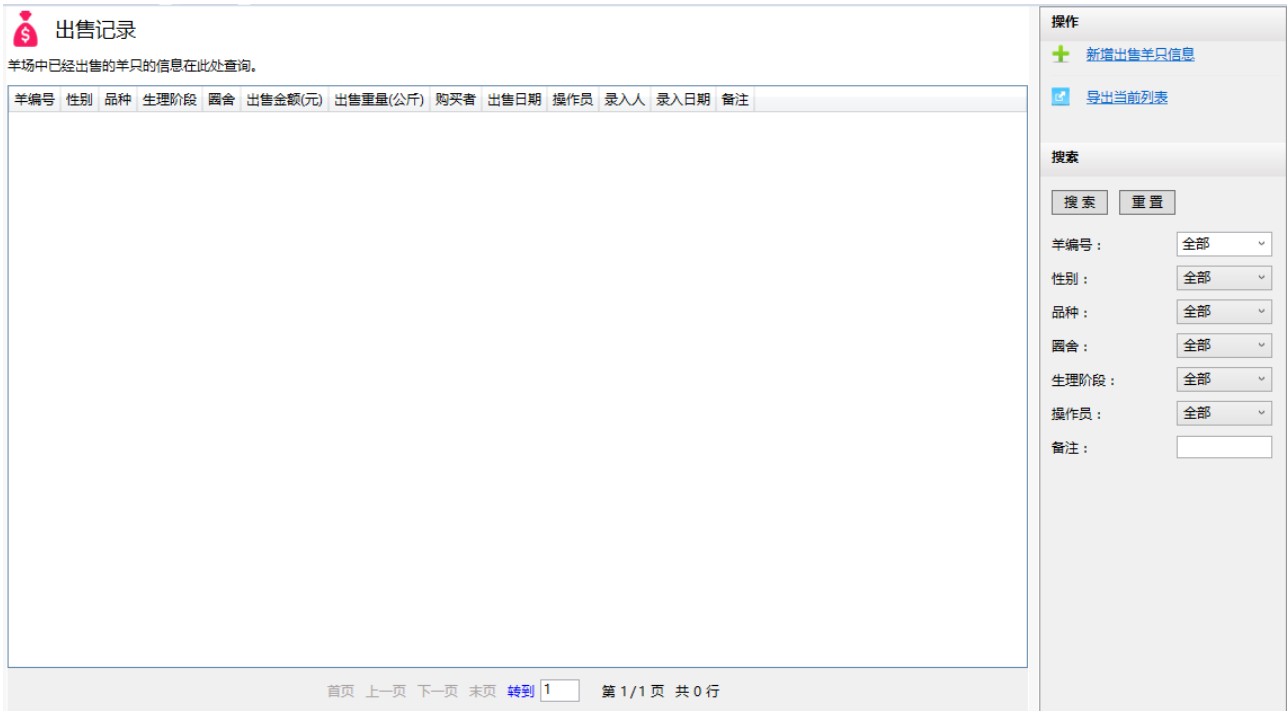 出售记录
羊场中已经出售的羊只的信息在此处查询。
羊编号 性别 品种 生理阶段 圈舍 出售金额(元) 出售重量(公斤) 购买者 出售日期 操作员 录入人 录入日期 备注
首页 上一页 下一页 末页 转到 1 第 1/1 页 共 0 行
操作
新增出售羊只信息
导出当前列表
搜索
搜 索 重 置
羊编号： 全部
性别： 全部
品种： 全部
圈舍： 全部
生理阶段： 全部
操作员： 全部
备注：